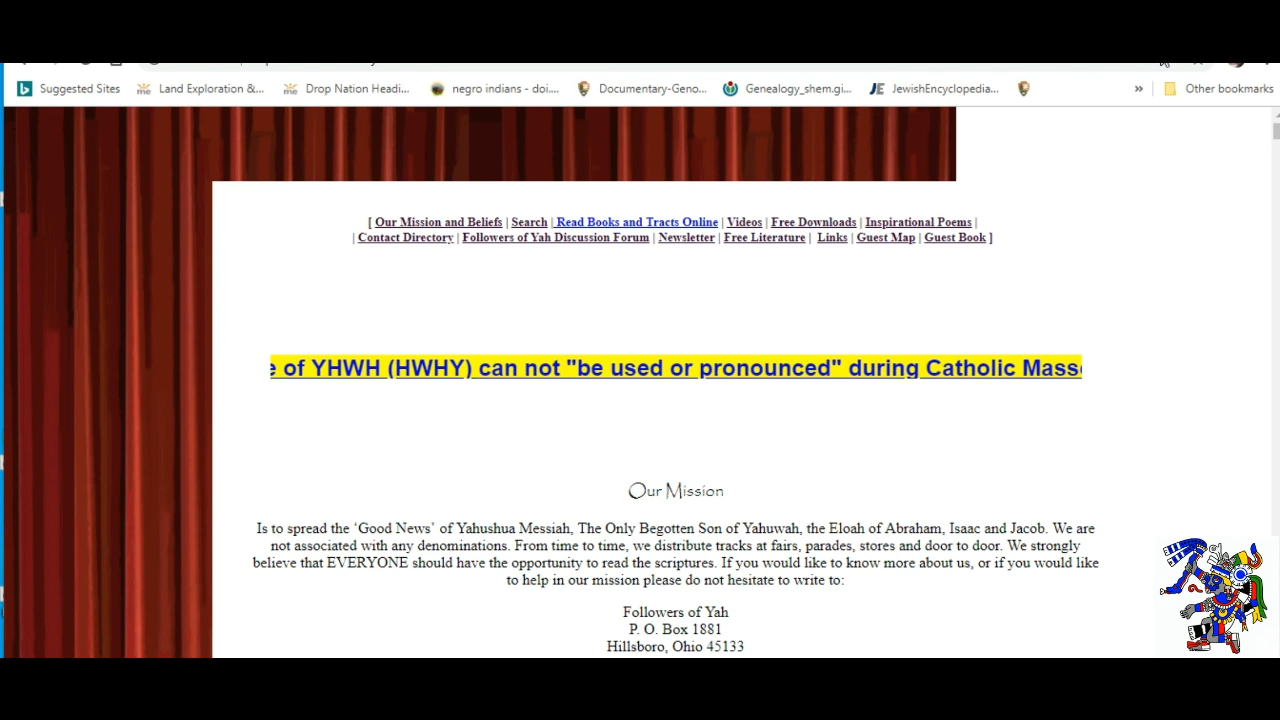 Suggested Sites Land Exploration &... Drop Nation Headi... negro indians - doi.... Documentary-Geno... Genealogy_shem.gi... JewishEncyclopedia... » Other bookmarks
[ Our Mission and Beliefs | Search | Read Books and Tracts Online | Videos | Free Downloads | Inspirational Poems |
| Contact Directory | Followers of Yah Discussion Forum | Newsletter | Free Literature | Links | Guest Map | Guest Book ]
e of YHWH (HWHY) can not "be used or pronounced" during Catholic Masse
Our Mission
Is to spread the ‘Good News’ of Yahushua Messiah, The Only Begotten Son of Yahuwah, the Eloah of Abraham, Isaac and Jacob. We are
not associated with any denominations. From time to time, we distribute tracks at fairs, parades, stores and door to door. We strongly
believe that EVERYONE should have the opportunity to read the scriptures. If you would like to know more about us, or if you would like
to help in our mission please do not hesitate to write to:
Followers of Yah
P. O. Box 1881
Hillsboro, Ohio 45133